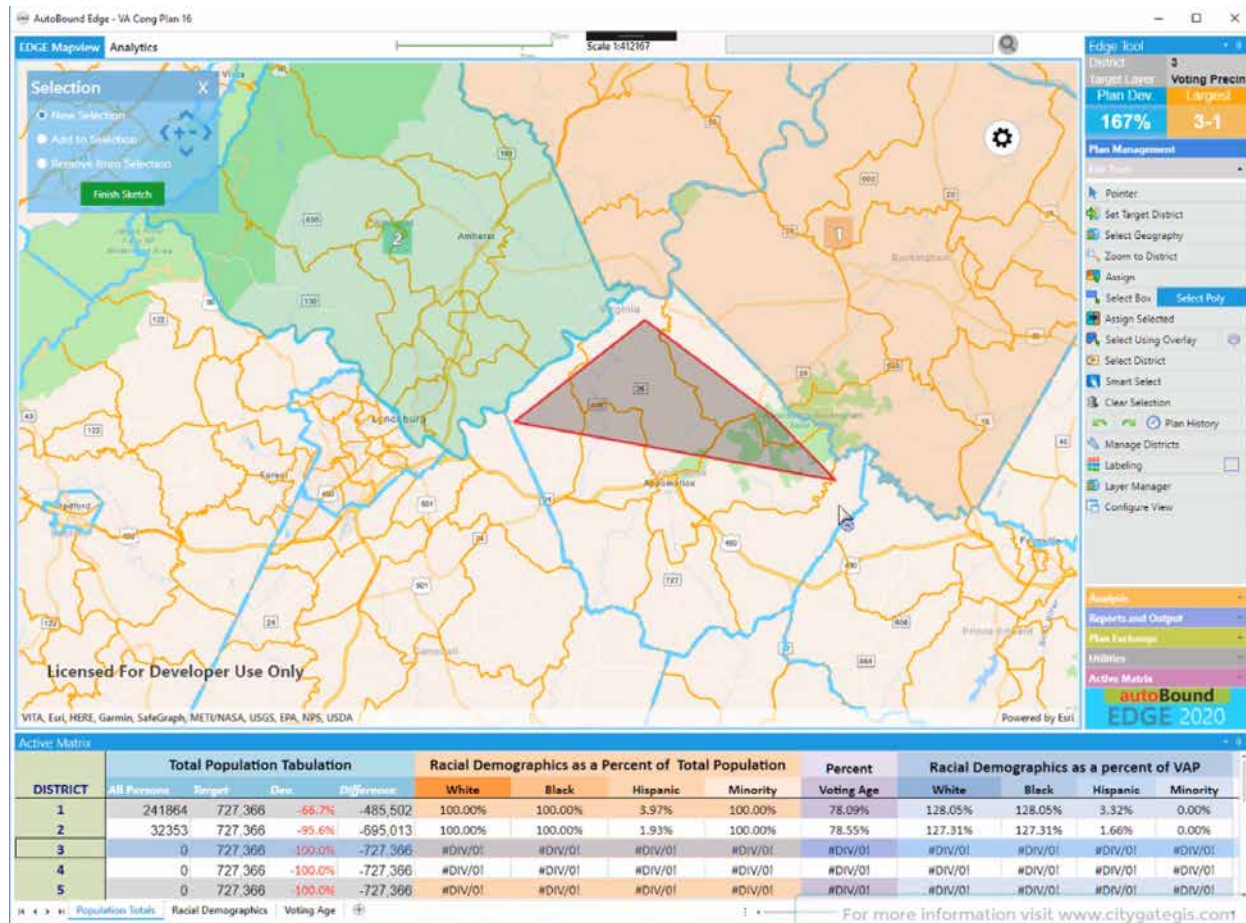 AutoBound Edge - VA Cong Plan 16
EDGE Mapview Analytics
Scale 1:412167
Selection X
New Selection
Add to Selection
Remove from Selection
Finish Sketch
Edge Tool
District 3
Target Layer Voting Precin
Plan Dev. Largest
167% 3-1
Plan Management
Pointer
Set Target District
Select Geography
Zoom to District
Assign
Select Box Select Poly
Assign Selected
Select Using Overlay
Select District
Smart Select
Clear Selection
Plan History
Manage Districts
Labeling
Layer Manager
Configure View
Analysis
Reports and Output
Plan Exchange
Utilities
Active Matrix
autoBound
EDGE 2020
2
Amherst
1
Buckingham
Virginia
Lynchburg
Forest
Bedford
Appomattox
Campbell
Prince Edward
130
122
26
24
501
460
727
Licensed For Developer Use Only
VITA, Esri, HERE, Garmin, SafeGraph, METI/NASA, USGS, EPA, NPS, USDA
Powered by Esri
Active Matrix
Total Population Tabulation Racial Demographics as a Percent of Total Population Percent Racial Demographics as a percent of VAP
DISTRICT All Persons Target Dev. Difference White Black Hispanic Minority Voting Age White Black Hispanic Minority
1 241864 727,366 -66.7% -485,502 100.00% 100.00% 3.97% 100.00% 78.09% 128.05% 128.05% 3.32% 0.00%
2 32353 727,366 -95.6% -695,013 100.00% 100.00% 1.93% 100.00% 78.55% 127.31% 127.31% 1.66% 0.00%
3 0 727,366 -100.0% -727,366 #DIV/0! #DIV/0! #DIV/0! #DIV/0! #DIV/0! #DIV/0! #DIV/0! #DIV/0! #DIV/0!
4 0 727,366 -100.0% -727,366 #DIV/0! #DIV/0! #DIV/0! #DIV/0! #DIV/0! #DIV/0! #DIV/0! #DIV/0! #DIV/0!
5 0 727,366 -100.0% -727,366 #DIV/0! #DIV/0! #DIV/0! #DIV/0! #DIV/0! #DIV/0! #DIV/0! #DIV/0! #DIV/0!
Population Totals Racial Demographics Voting Age
For more information visit www.citygategis.com